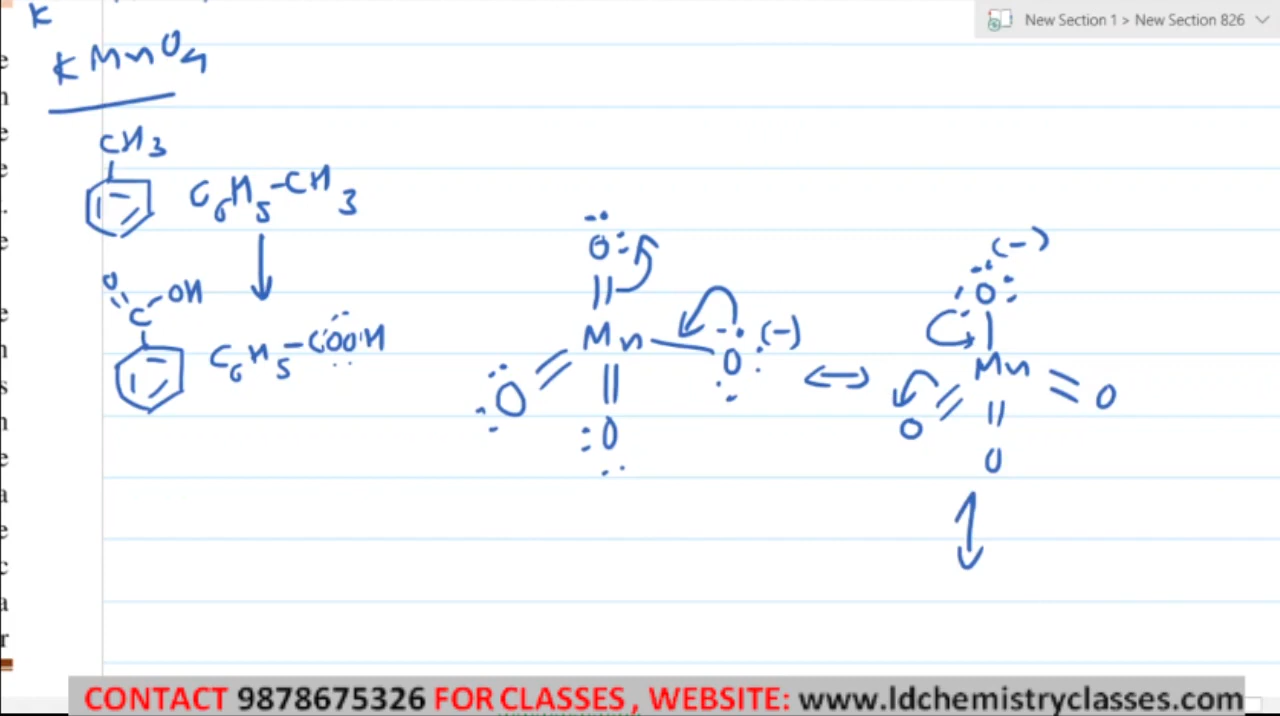 New Section 1 > New Section 826
K
KMnO4
CH3
C6H5-CH3
O
OH
C
C6H5-COOH
O
Mn
O (-)
O
O
(-)
O
Mn
O
O
O
CONTACT 9878675326 FOR CLASSES , WEBSITE: www.ldchemistryclasses.com